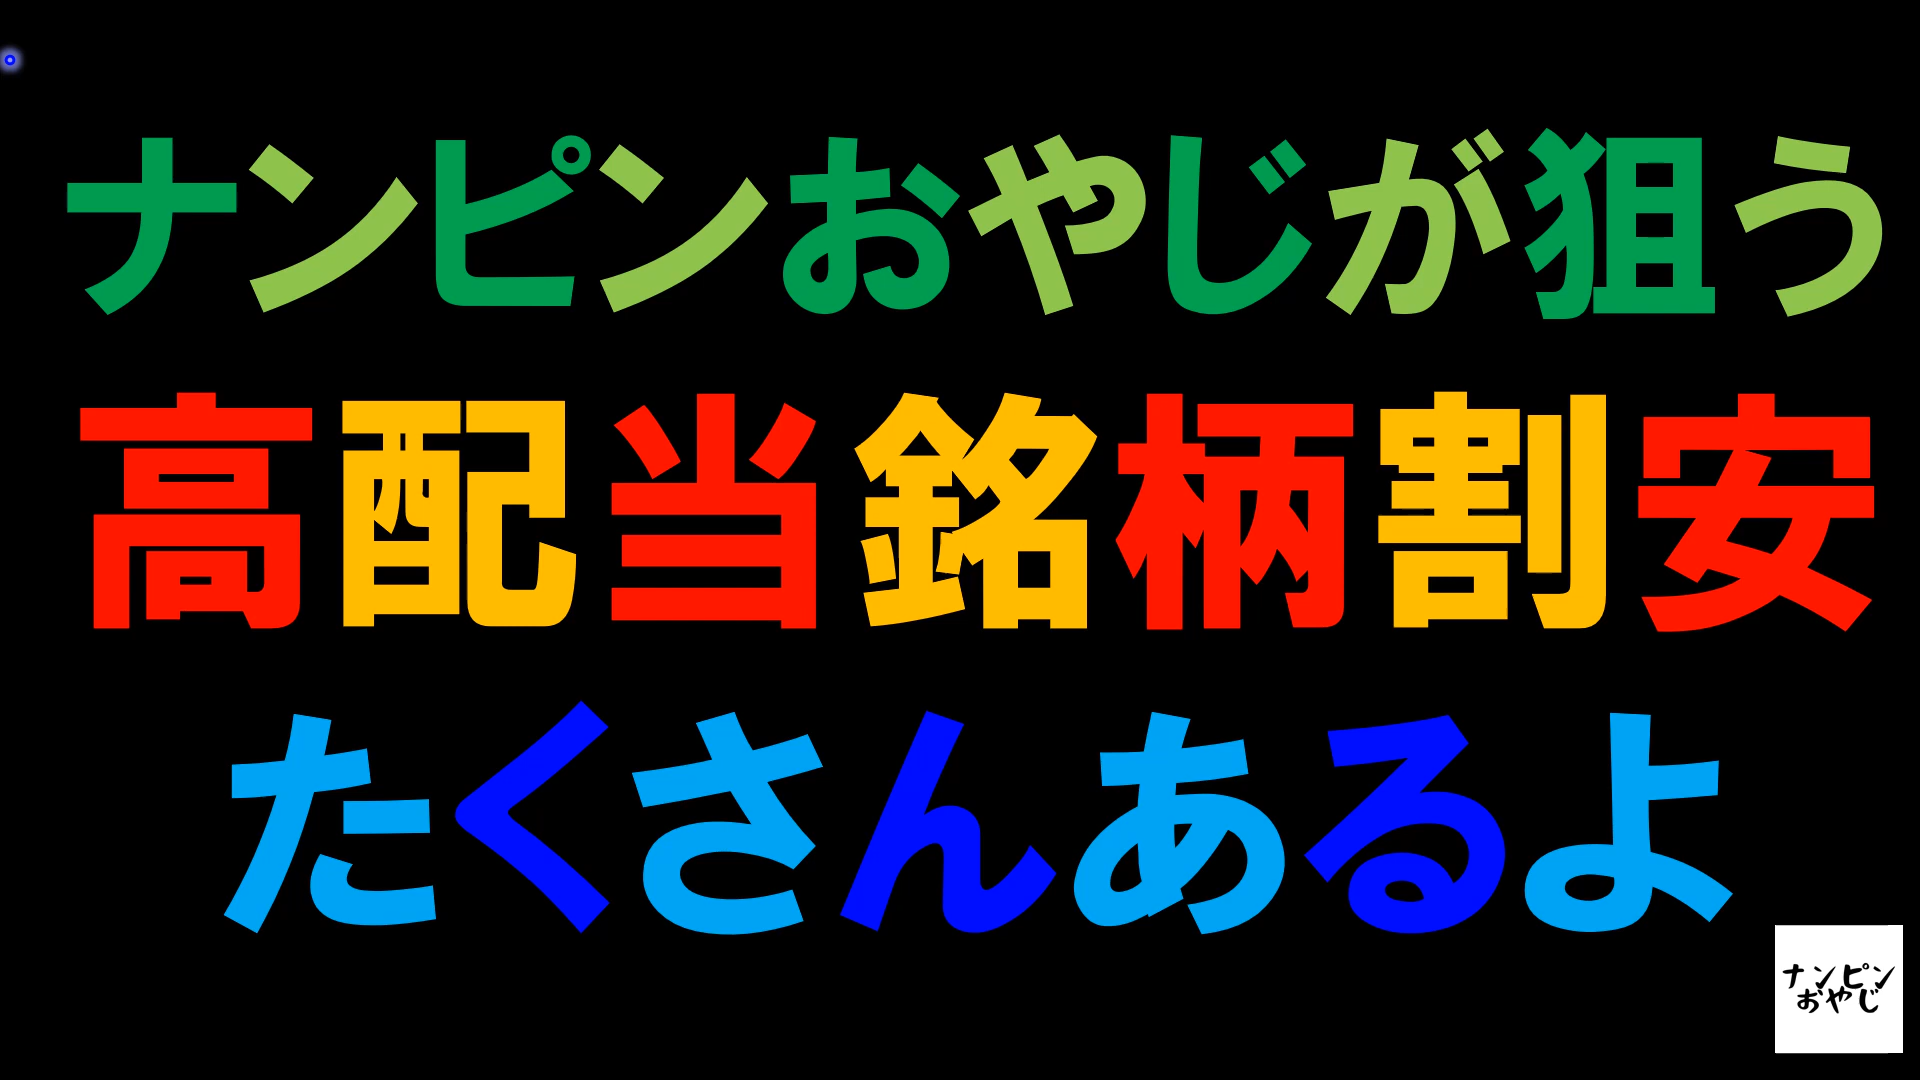 ナンピンおやじが狙う
高配当銘柄割安
たくさんあるよ
ナンピン
おやじ